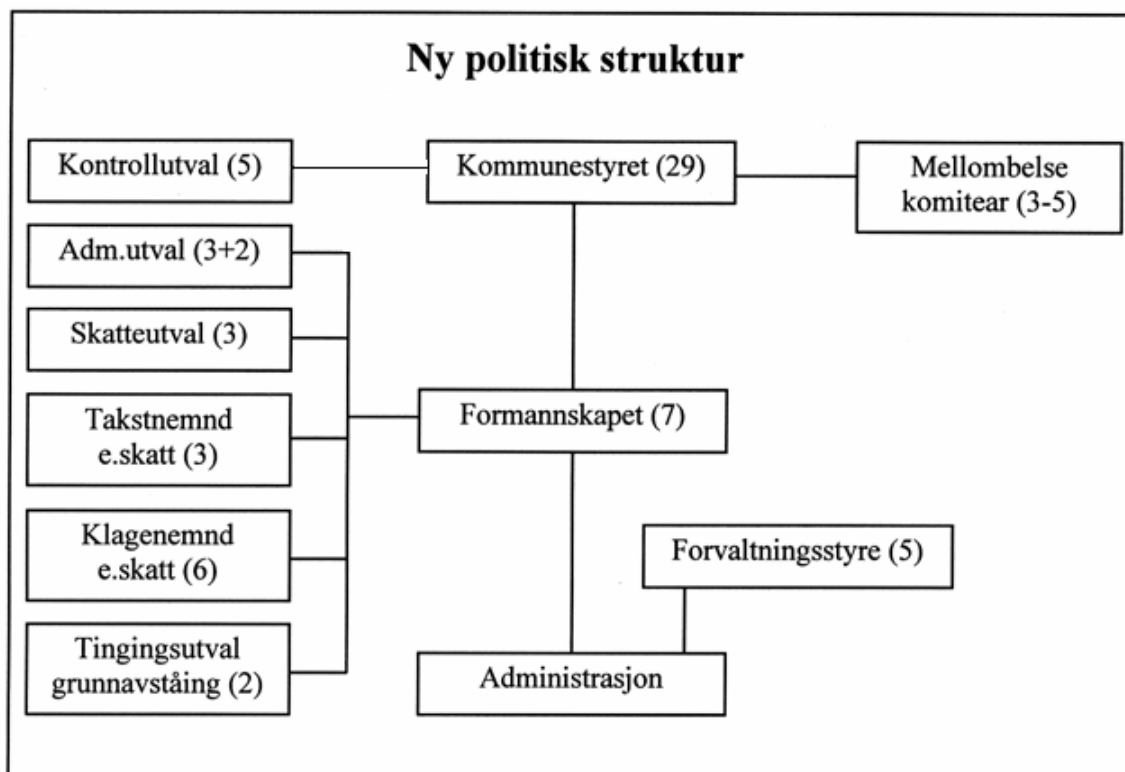 Ny politisk struktur
Kontrollutval (5)
Kommunestyret (29)
Mellombelse
komitear (3-5)
Adm.utval (3+2)
Skatteutval (3)
Takstnemnd
e.skatt (3)
Formannskapet (7)
Klagenemnd
e.skatt (6)
Forvaltningsstyre (5)
Tingingsutval
grunnavståing (2)
Administrasjon